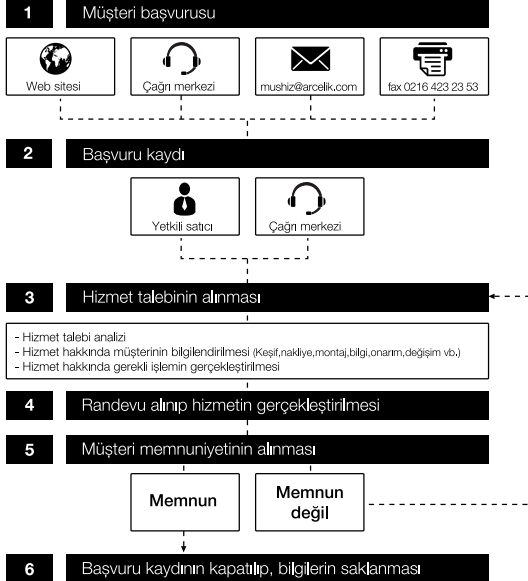 1 Müşteri başvurusu
Web sitesi
Çağrı merkezi
mushiz@arcelik.com
fax 0216 423 23 53
2 Başvuru kaydı
Yetkili satıcı
Çağrı merkezi
3 Hizmet talebinin alınması
- Hizmet talebi analizi
- Hizmet hakkında müşterinin bilgilendirilmesi (Keşif,nakliye,montaj,bilgi,onarım,değişim vb.)
- Hizmet hakkında gerekli işlemin gerçekleştirilmesi
4 Randevu alınıp hizmetin gerçekleştirilmesi
5 Müşteri memnuniyetinin alınması
Memnun
Memnun
değil
6 Başvuru kaydının kapatılıp, bilgilerin saklanması